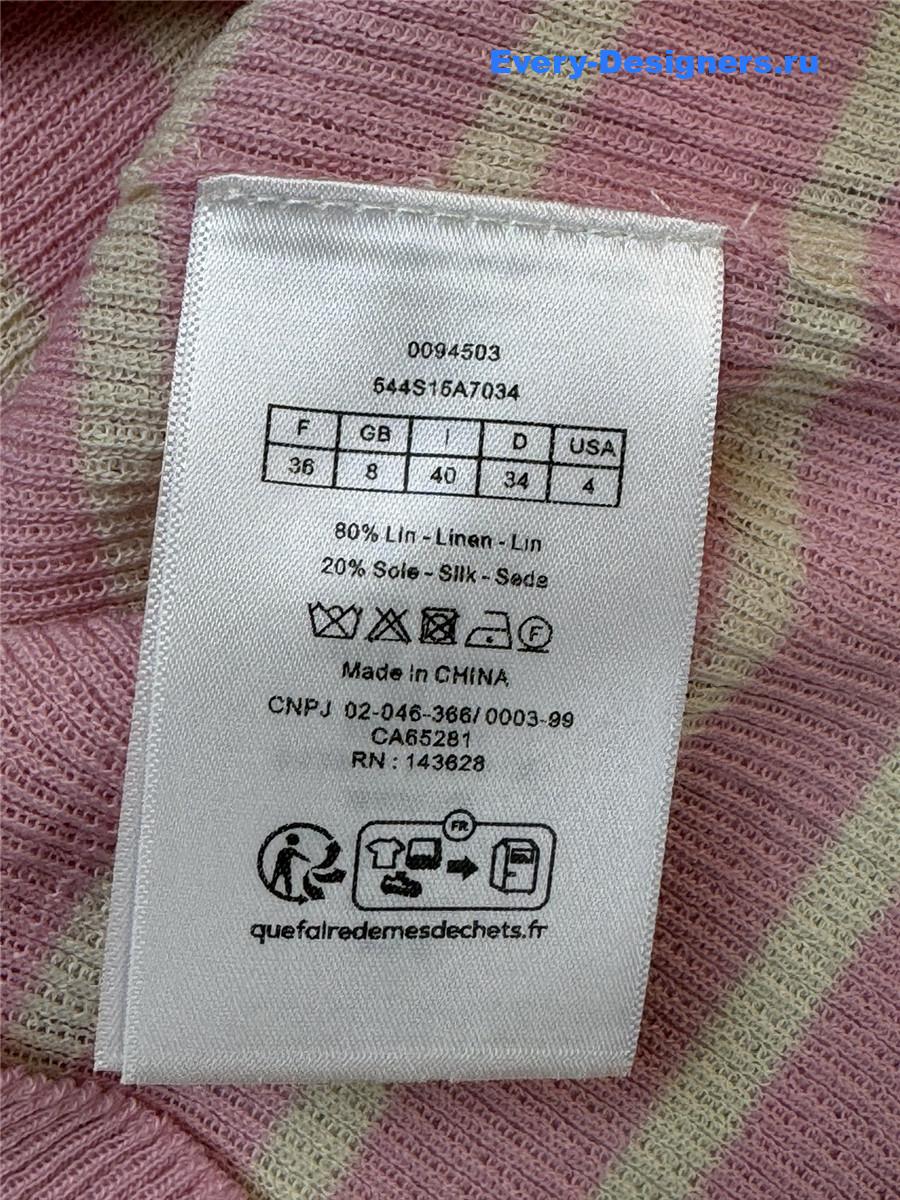 Every-Designers.ru
0094503
544S15A7034
F GB I D USA
36 8 40 34 4
80% Lin - Linen - Lin
20% Soie - Silk - Seda
F
Made in CHINA
CNPJ 02-046-366/0003-99
CA65281
RN : 143628
FR
quefairedemesdechets.fr